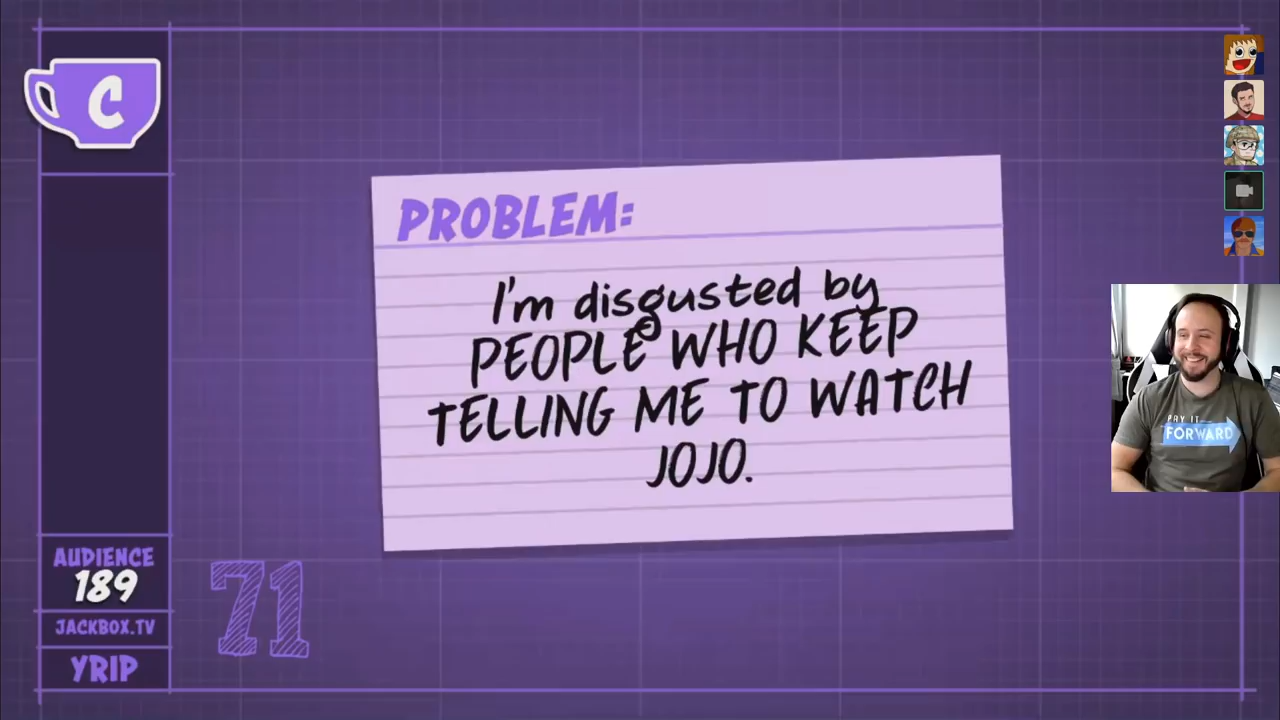 C
PROBLEM:
I'm disgusted by
PEOPLE WHO KEEP
TELLING ME TO WATCH
JOJO.
AUDIENCE
189
JACKBOX.TV
YRIP
71
PAY IT
FORWARD